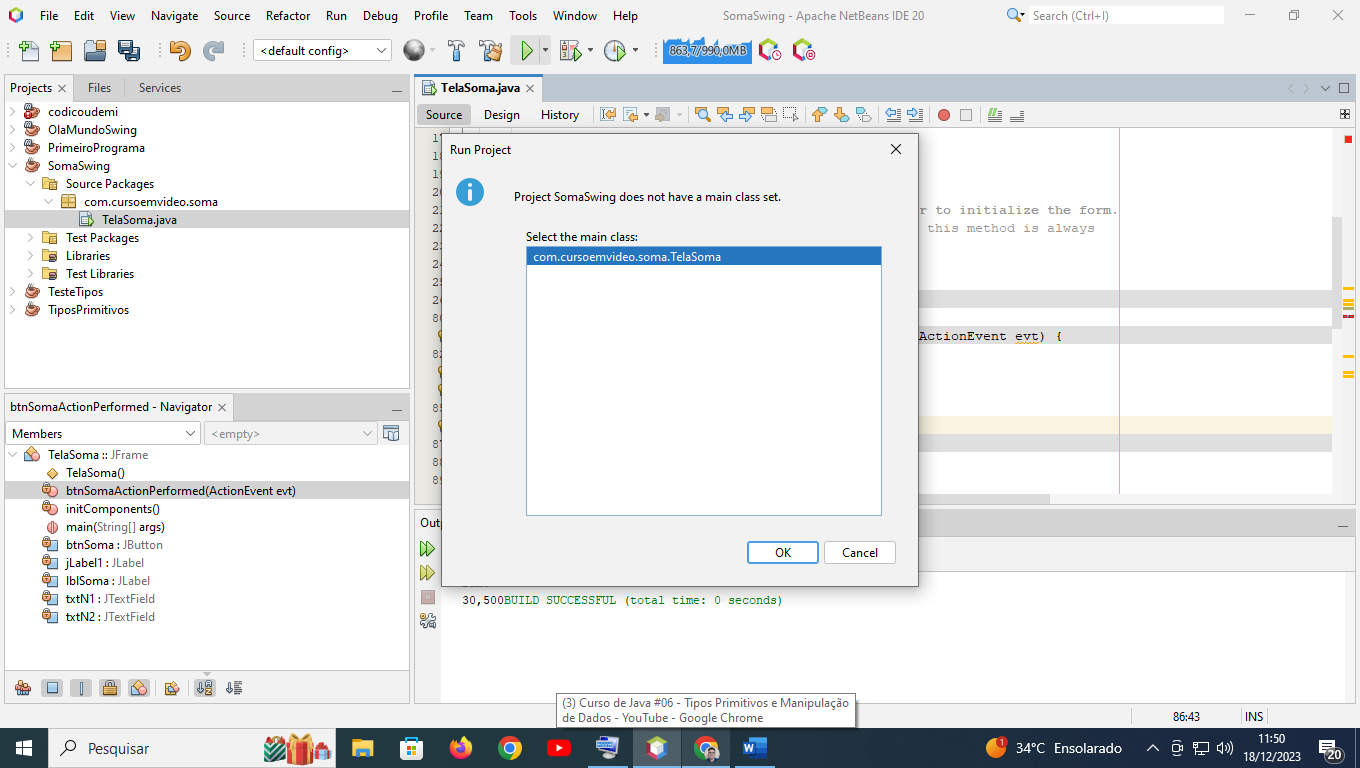 File Edit View Navigate Source Refactor Run Debug Profile Team Tools Window Help
SomaSwing - Apache NetBeans IDE 20
Search (Ctrl+I)
<default config>
863,7/990,0MB
Projects
Files
Services
codicoudemi
OlaMundoSwing
PrimeiroPrograma
SomaSwing
Source Packages
com.cursoemvideo.soma
TelaSoma.java
Test Packages
Libraries
Test Libraries
TesteTipos
TiposPrimitivos
btnSomaActionPerformed - Navigator
Members
<empty>
TelaSoma :: JFrame
TelaSoma()
btnSomaActionPerformed(ActionEvent evt)
initComponents()
main(String[] args)
btnSoma : JButton
jLabel1 : JLabel
lblSoma : JLabel
txtN1 : JTextField
txtN2 : JTextField
TelaSoma.java
Source Design History
r to initialize the form.
this method is always
ActionEvent evt) {
Run Project
Project SomaSwing does not have a main class set.
Select the main class:
com.cursoemvideo.soma.TelaSoma
OK
Cancel
30,500BUILD SUCCESSFUL (total time: 0 seconds)
(3) Curso de Java #06 - Tipos Primitivos e Manipulação
de Dados - YouTube - Google Chrome
86:43
INS
Pesquisar
1
34°C Ensolarado
11:50
18/12/2023
20